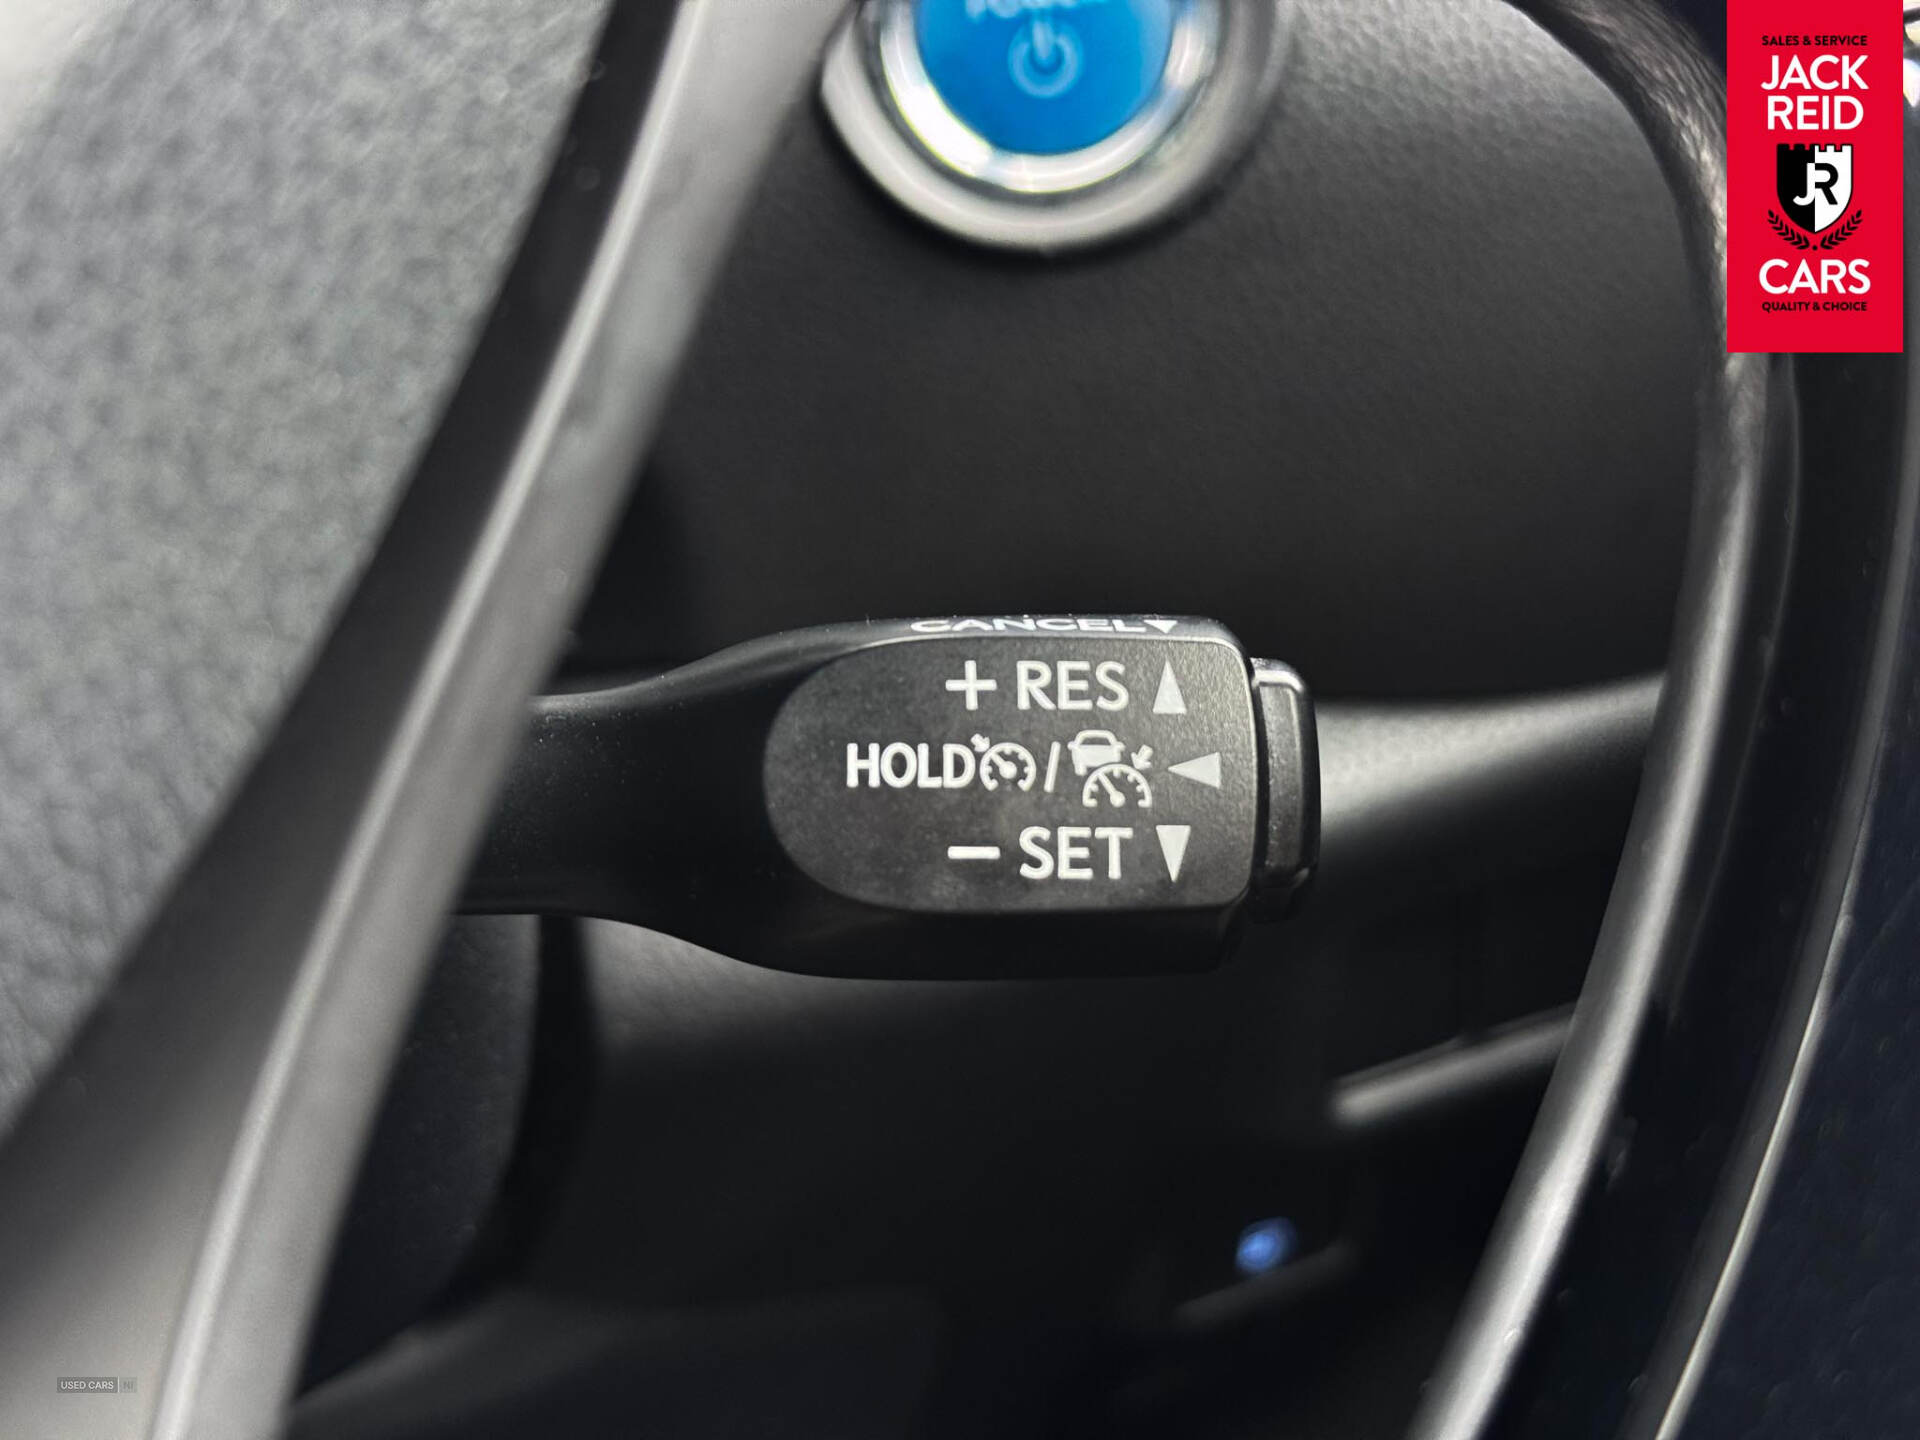 SALES & SERVICE
JACK
REID
JR
CARS
QUALITY & CHOICE
CANCEL▼
+ RES ▲
HOLD / ◀
− SET ▼
USED CARS NI